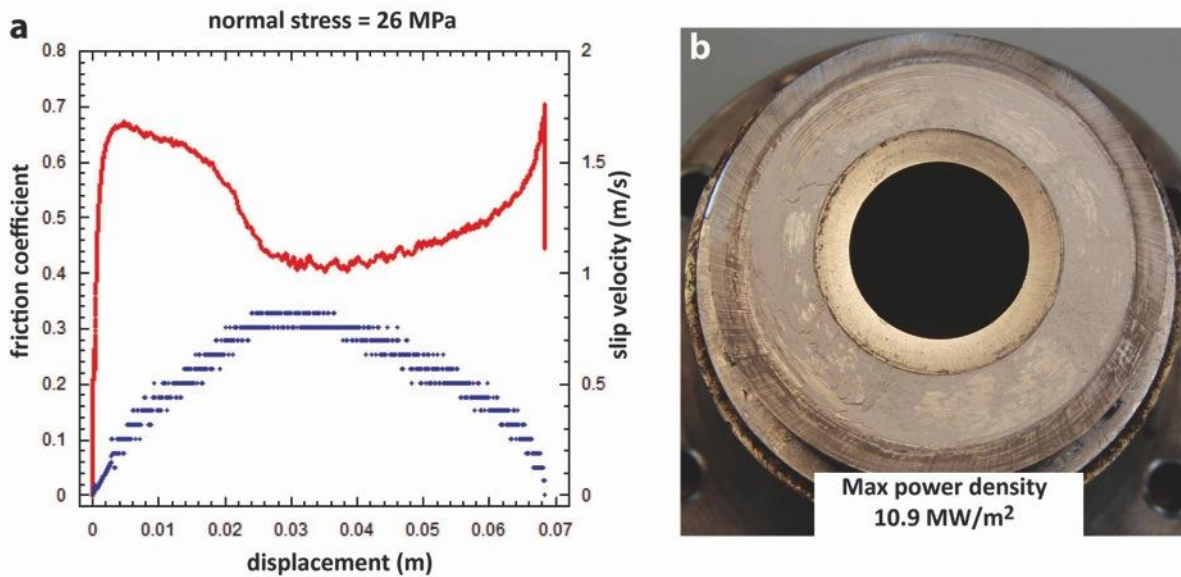 normal stress = 26 MPa
a
0.8
0.7
0.6
0.5
0.4
0.3
0.2
0.1
0
friction coefficient
2
1.5
1
0.5
0
slip velocity (m/s)
0
0.01
0.02
0.03
0.04
0.05
0.06
0.07
displacement (m)
b
Max power density
10.9 MW/m²